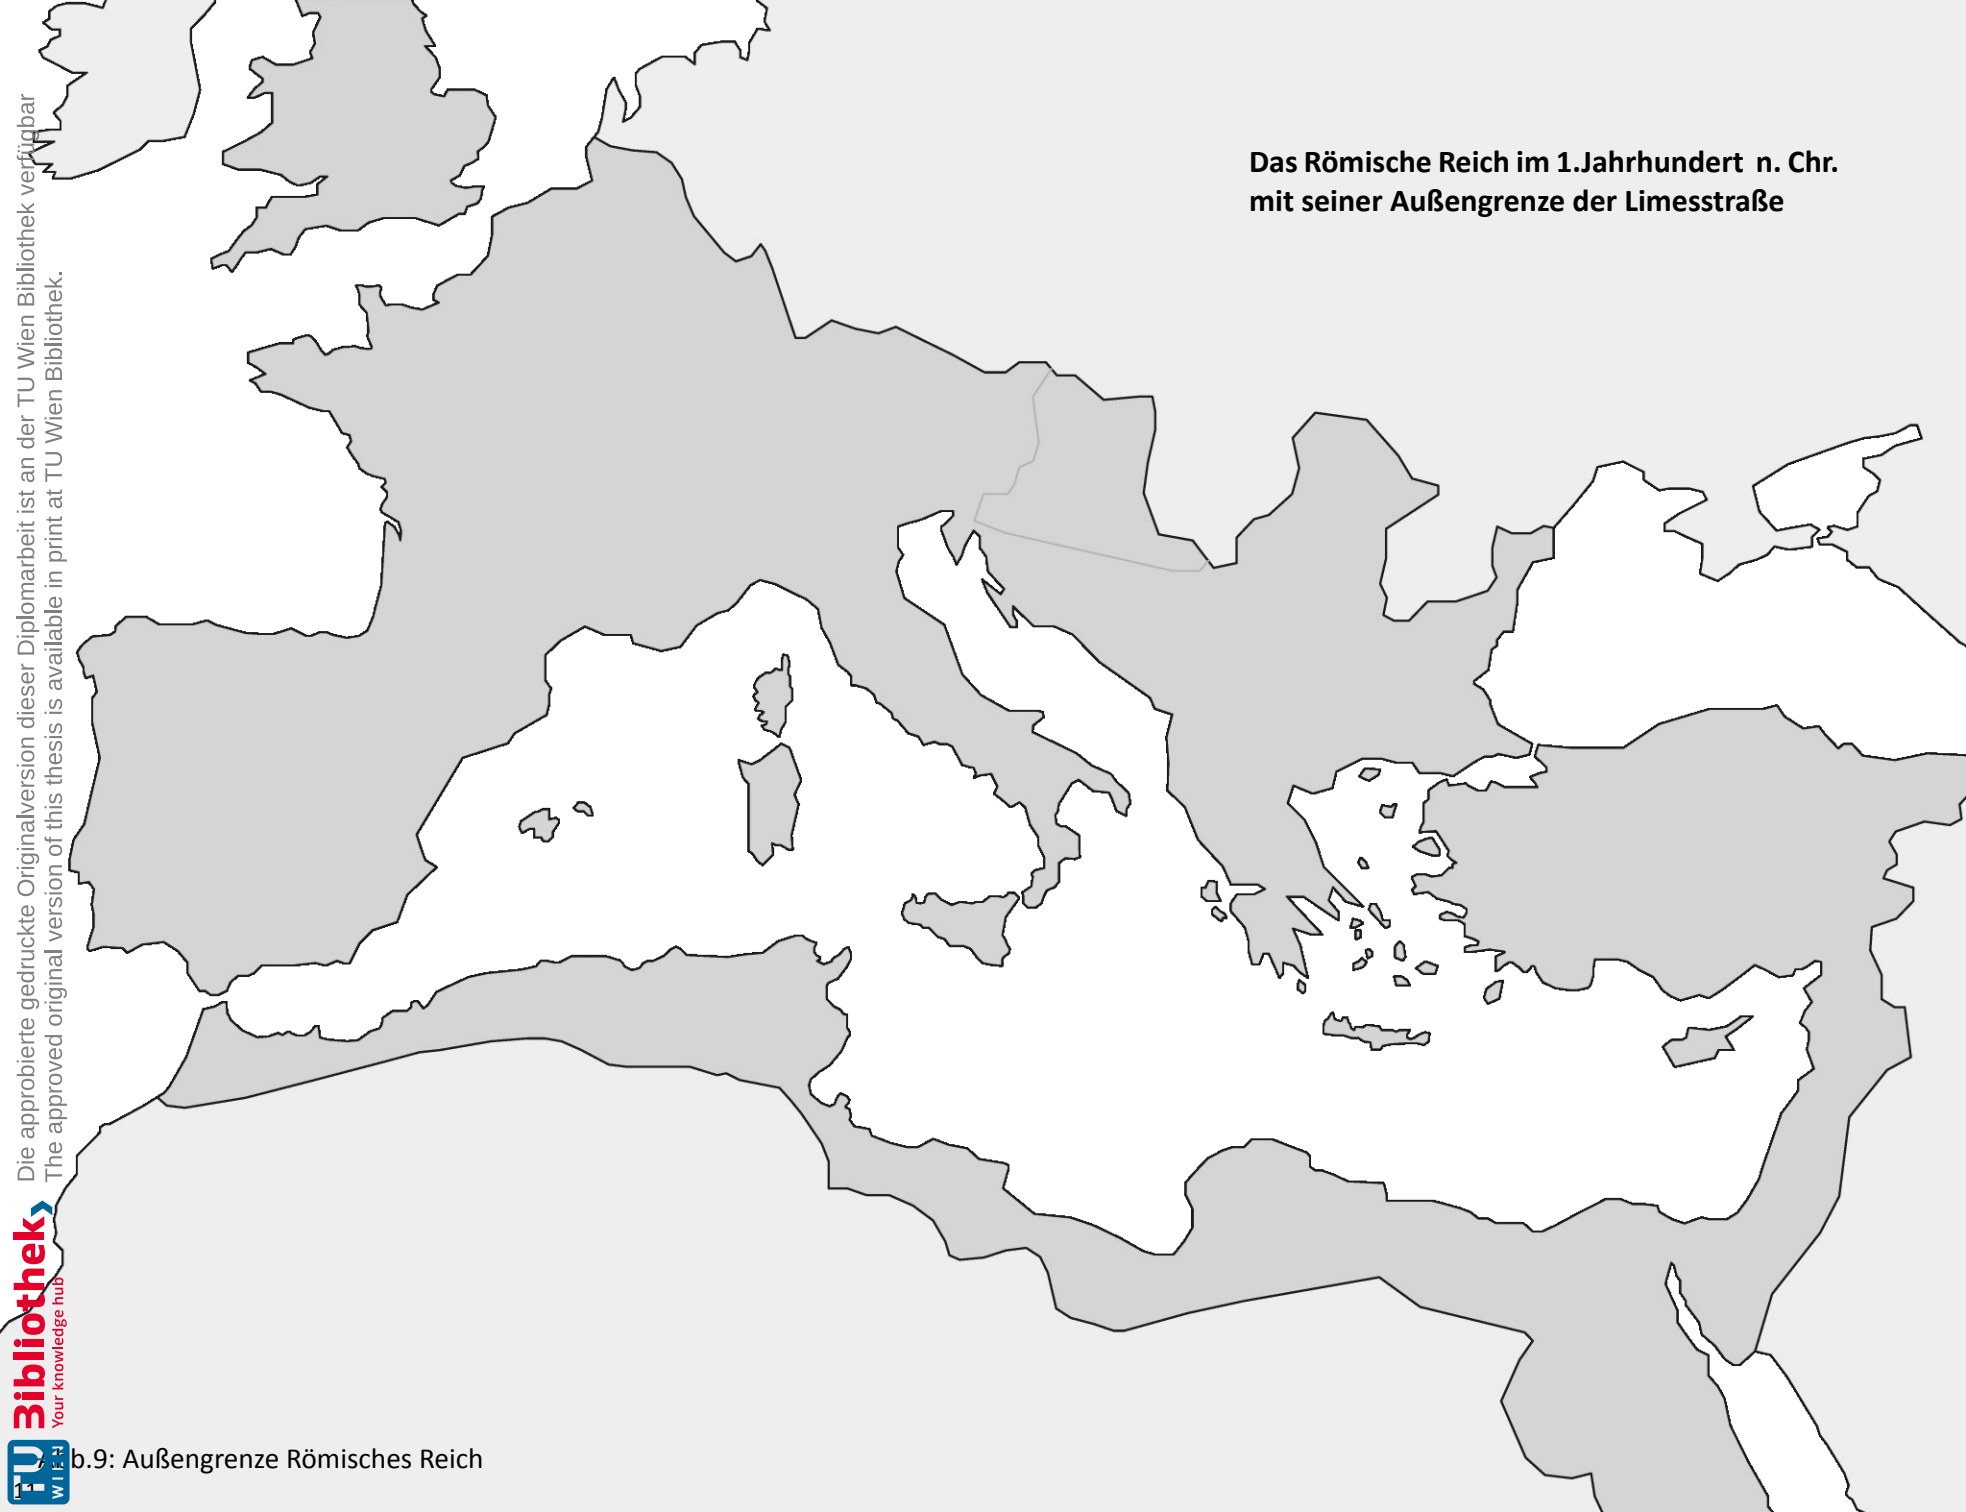 Das Römische Reich im 1.Jahrhundert n. Chr.
mit seiner Außengrenze der Limesstraße
Die approbierte gedruckte Originalversion dieser Diplomarbeit ist an der TU Wien Bibliothek verfügbar
The approved original version of this thesis is available in print at TU Wien Bibliothek.
Bibliothek
Your knowledge hub
TU
WIEN
11
Abb.9: Außengrenze Römisches Reich